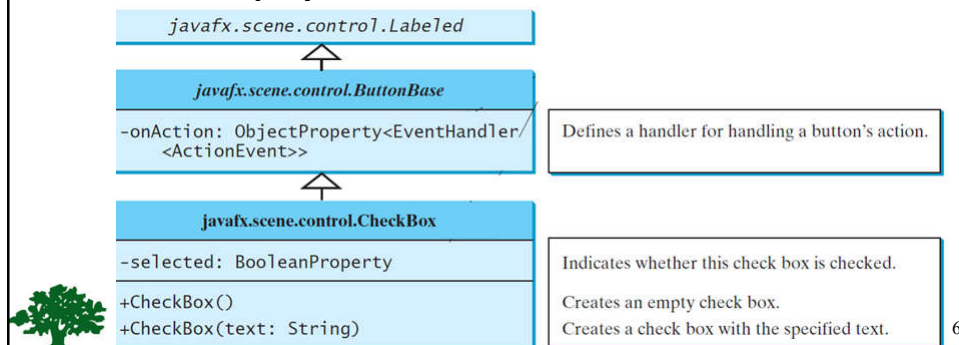 javafx.scene.control.Labeled
javafx.scene.control.ButtonBase
-onAction: ObjectProperty<EventHandler
<ActionEvent>>
Defines a handler for handling a button's action.
javafx.scene.control.CheckBox
-selected: BooleanProperty
Indicates whether this check box is checked.
+CheckBox()
Creates an empty check box.
+CheckBox(text: String)
Creates a check box with the specified text.
6